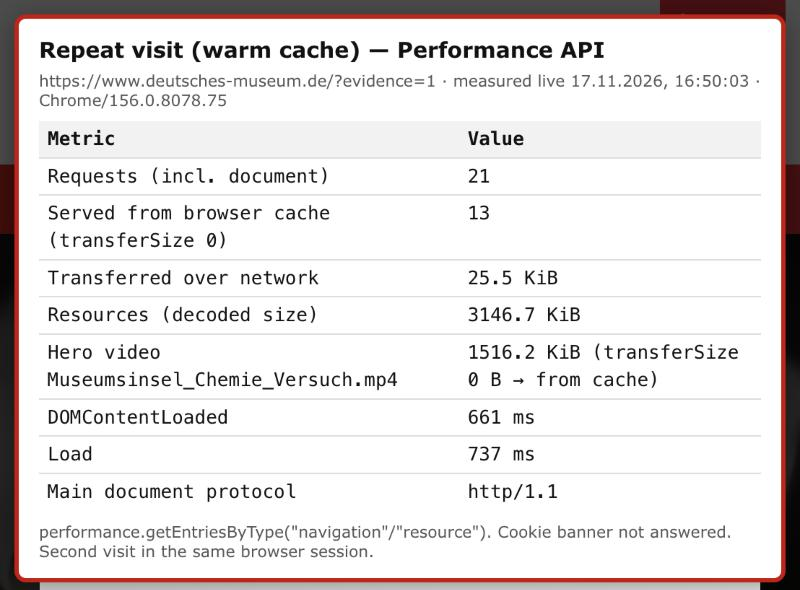 Repeat visit (warm cache) — Performance API
https://www.deutsches-museum.de/?evidence=1 · measured live 17.11.2026, 16:50:03 ·
Chrome/156.0.8078.75
Metric Value
Requests (incl. document) 21
Served from browser cache 13
(transferSize 0)
Transferred over network 25.5 KiB
Resources (decoded size) 3146.7 KiB
Hero video 1516.2 KiB (transferSize
Museumsinsel_Chemie_Versuch.mp4 0 B → from cache)
DOMContentLoaded 661 ms
Load 737 ms
Main document protocol http/1.1
performance.getEntriesByType("navigation"/"resource"). Cookie banner not answered.
Second visit in the same browser session.